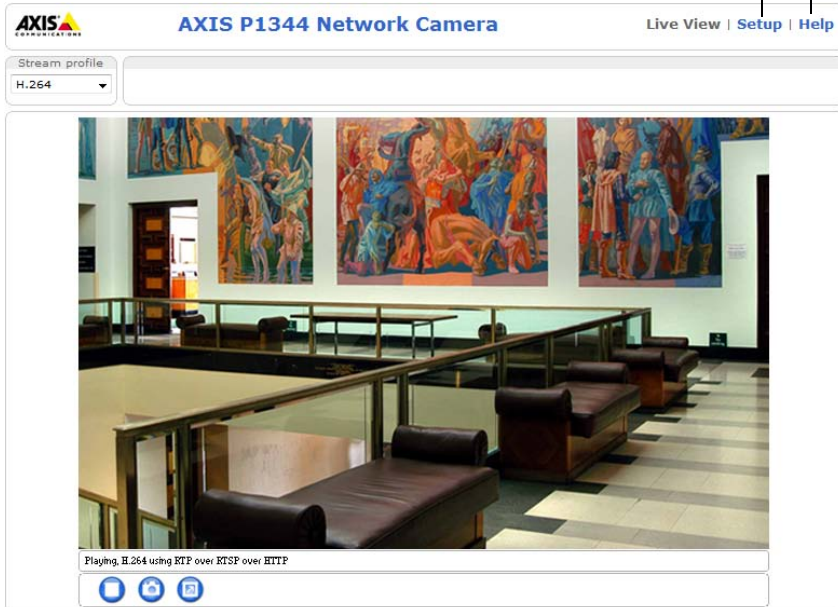 AXIS
COMMUNICATIONS
AXIS P1344 Network Camera
Live View | Setup | Help
Stream profile
H.264
Playing, H.264 using RTP over RTSP over HTTP